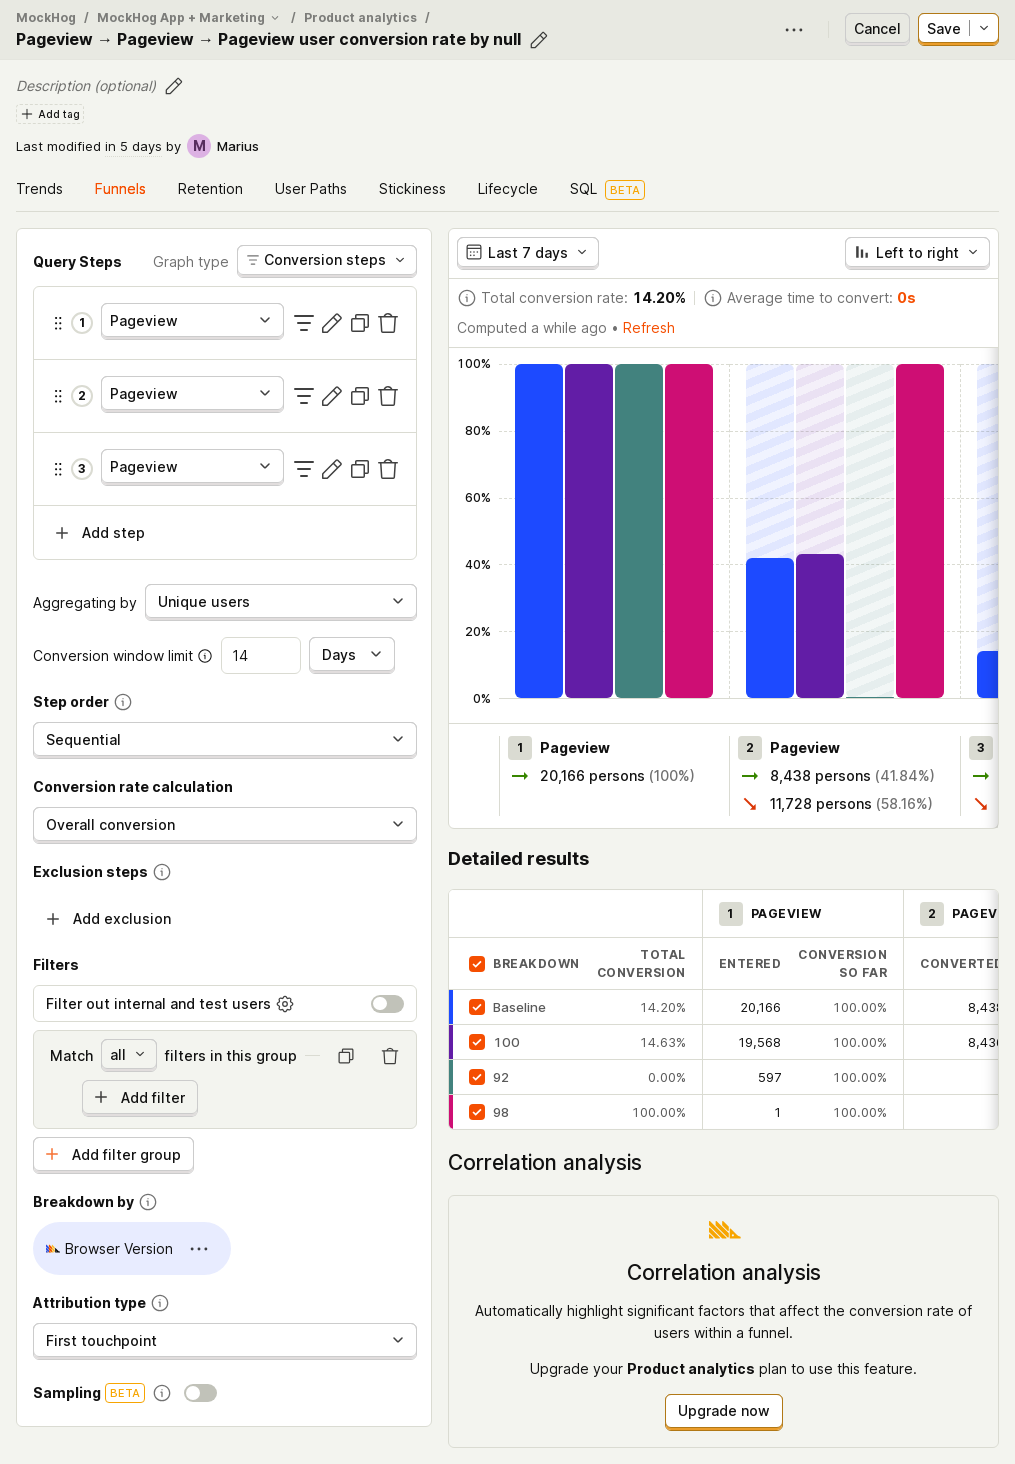 MockHog / MockHog App + Marketing / Product analytics /
Pageview → Pageview → Pageview user conversion rate by null
Cancel
Save
Description (optional)
Add tag
Last modified in 5 days by M Marius
Trends
Funnels
Retention
User Paths
Stickiness
Lifecycle
SQL BETA
Query Steps
Graph type
Conversion steps
1 Pageview
2 Pageview
3 Pageview
Add step
Aggregating by
Unique users
Conversion window limit
14
Days
Step order
Sequential
Conversion rate calculation
Overall conversion
Exclusion steps
Add exclusion
Filters
Filter out internal and test users
Match all filters in this group
Add filter
Add filter group
Breakdown by
Browser Version
Attribution type
First touchpoint
Sampling BETA
Last 7 days
Left to right
Total conversion rate: 14.20%
Average time to convert: 0s
Computed a while ago • Refresh
100%
80%
60%
40%
20%
0%
1 Pageview
20,166 persons (100%)
2 Pageview
8,438 persons (41.84%)
11,728 persons (58.16%)
3
Detailed results
1 PAGEVIEW
2 PAGEV
BREAKDOWN
TOTAL CONVERSION
ENTERED
CONVERSION SO FAR
CONVERTED
Baseline 14.20% 20,166 100.00% 8,438
100 14.63% 19,568 100.00% 8,436
92 0.00% 597 100.00%
98 100.00% 1 100.00%
Correlation analysis
Correlation analysis
Automatically highlight significant factors that affect the conversion rate of
users within a funnel.
Upgrade your Product analytics plan to use this feature.
Upgrade now